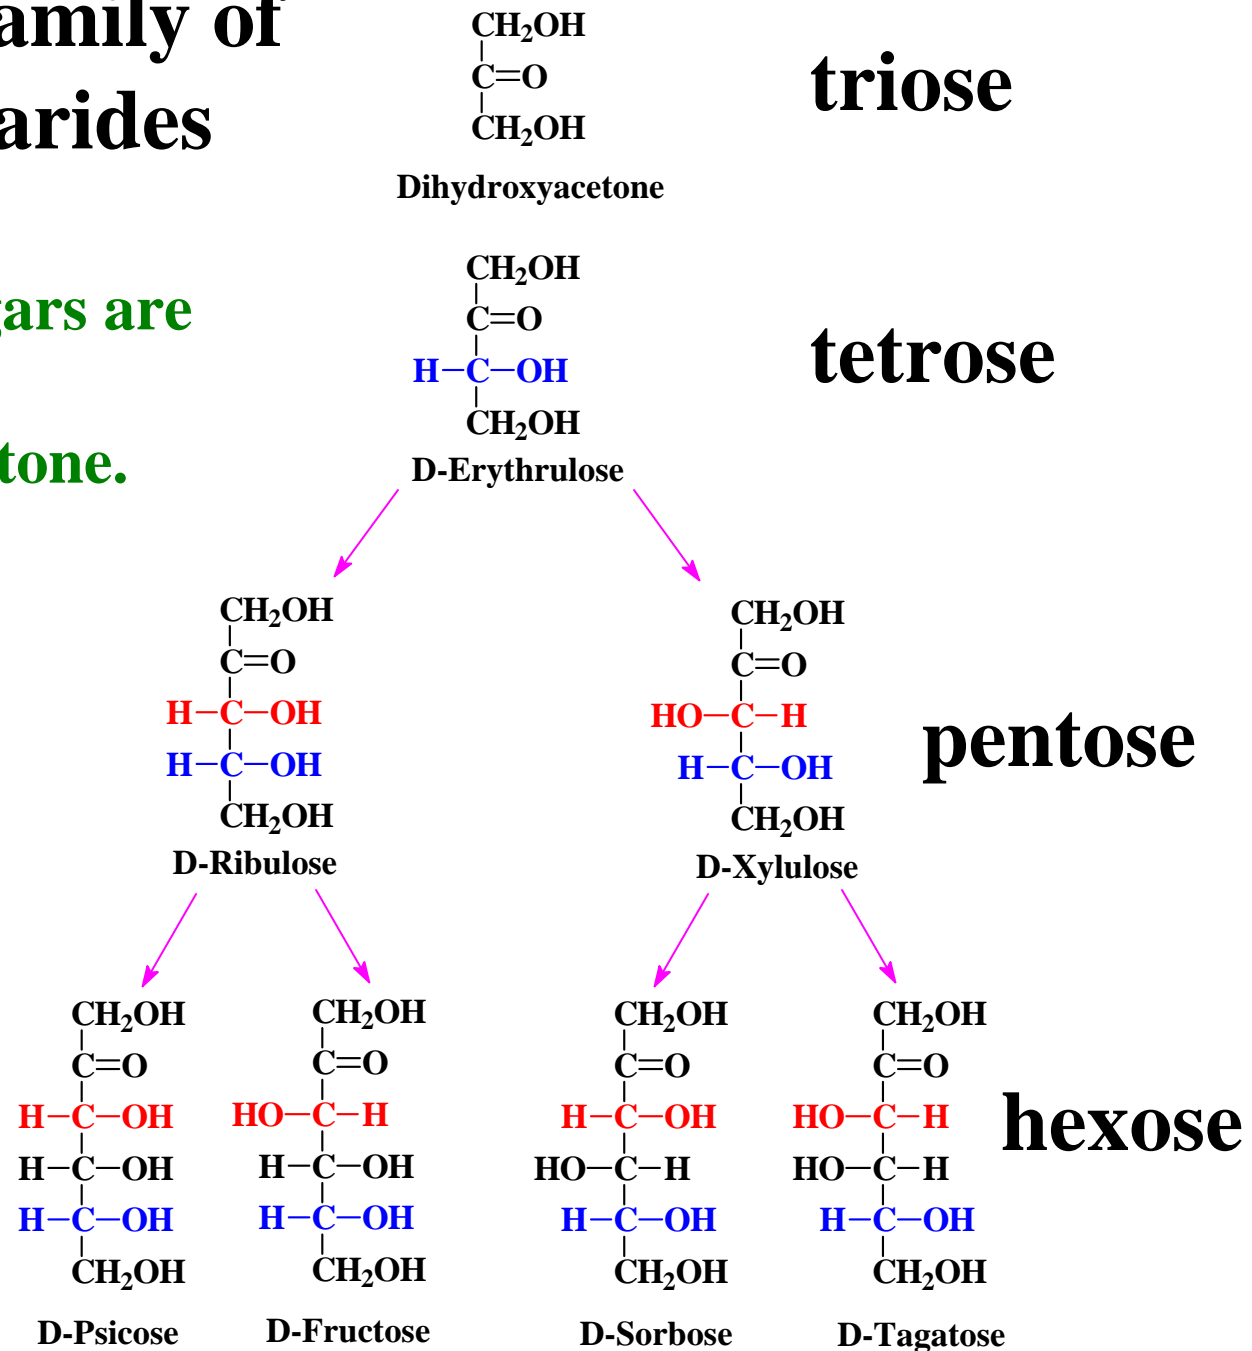 amily of
arides
CH2OH
C=O
CH2OH
Dihydroxyacetone
triose
gars are
tone.
CH2OH
C=O
H–C–OH
CH2OH
D-Erythrulose
tetrose
CH2OH
C=O
H–C–OH
H–C–OH
CH2OH
D-Ribulose
CH2OH
C=O
HO–C–H
H–C–OH
CH2OH
D-Xylulose
pentose
CH2OH
C=O
H–C–OH
H–C–OH
H–C–OH
CH2OH
D-Psicose
CH2OH
C=O
HO–C–H
H–C–OH
H–C–OH
CH2OH
D-Fructose
CH2OH
C=O
H–C–OH
HO–C–H
H–C–OH
CH2OH
D-Sorbose
CH2OH
C=O
HO–C–H
HO–C–H
H–C–OH
CH2OH
D-Tagatose
hexose